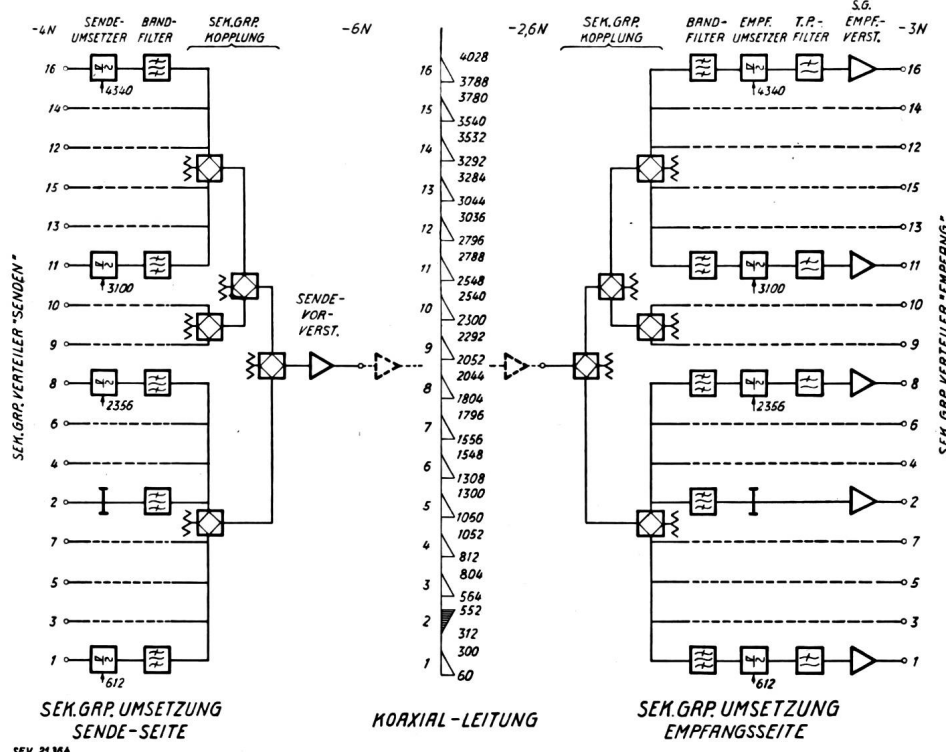 -4N
SENDE-
UMSETZER
BAND-
FILTER
SEK.GRP.
KOPPLUNG
-6N
-2,6N
SEK.GRP.
KOPPLUNG
BAND-
FILTER
EMPF.
UMSETZER
T.P.-
FILTER
S.G.
EMPF.-
VERST.
-3N
SEK.GRP. VERTEILER "SENDEN"
16
4340
14
12
15
13
11
3100
10
9
8
2356
6
4
2
7
5
3
1
612
SENDE-
VOR-
VERST.
16
4028
3788
15
3780
3540
14
3532
3292
13
3284
3044
12
3036
2796
11
2788
2548
10
2540
2300
9
2292
2052
8
2044
1804
7
1796
1556
6
1548
1308
5
1300
1060
4
1052
812
3
804
564
2
552
312
1
300
60
16
4340
14
12
15
13
11
3100
10
9
8
2356
6
4
2
7
5
3
1
612
SEK.GRP. VERTEILER "EMPFANG"
SEK.GRP. UMSETZUNG
SENDE-SEITE
KOAXIAL-LEITUNG
SEK.GRP. UMSETZUNG
EMPFANGSSEITE
SEV 2136A